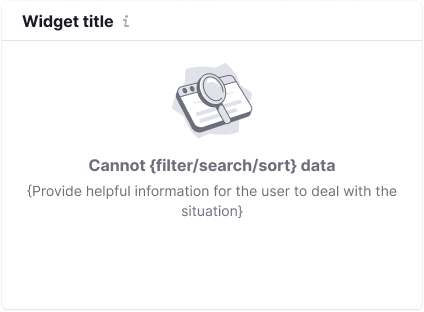 Widget title i
Cannot {filter/search/sort} data
{Provide helpful information for the user to deal with the
situation}